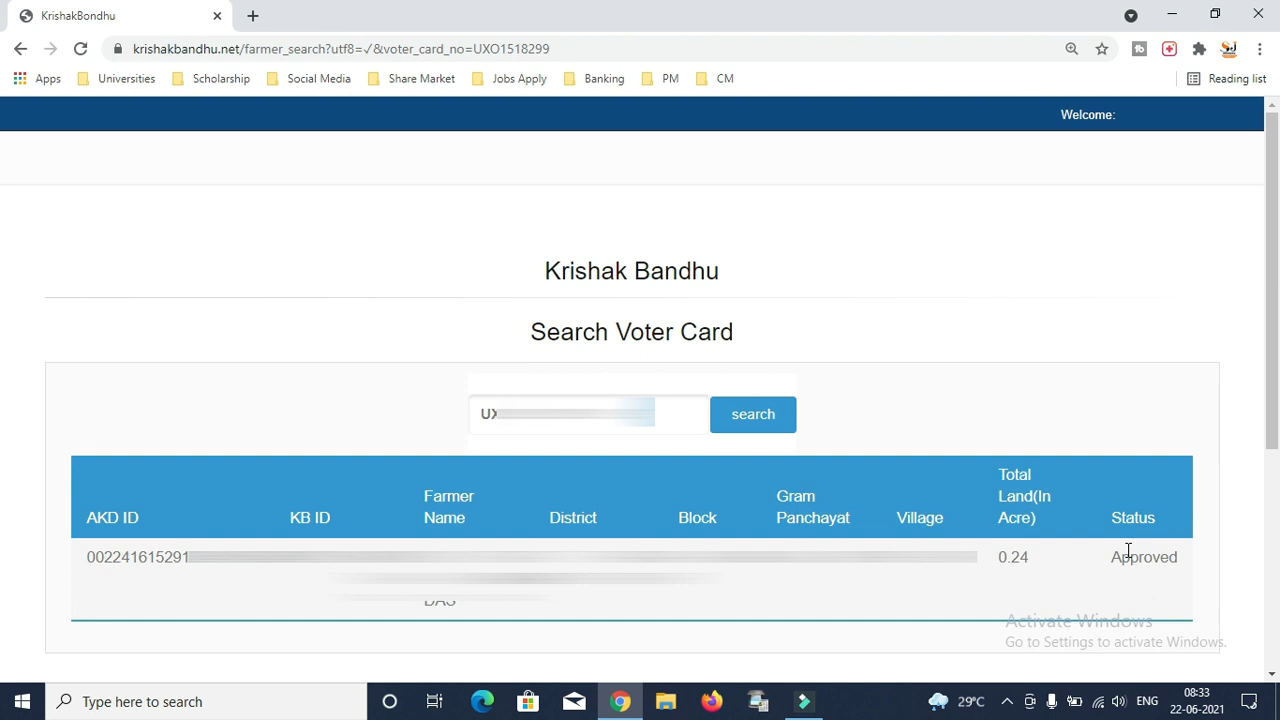 KrishakBondhu
krishakbandhu.net/farmer_search?utf8=✓&voter_card_no=UXO1518299
Apps Universities Scholarship Social Media Share Market Jobs Apply Banking PM CM Reading list
Welcome:
Krishak Bandhu
Search Voter Card
UX search
AKD ID KB ID Farmer Name District Block Gram Panchayat Village Total Land(In Acre) Status
002241615291 0.24 Approved
DAS
Activate Windows
Go to Settings to activate Windows.
Type here to search 29°C ENG 08:33
22-06-2021